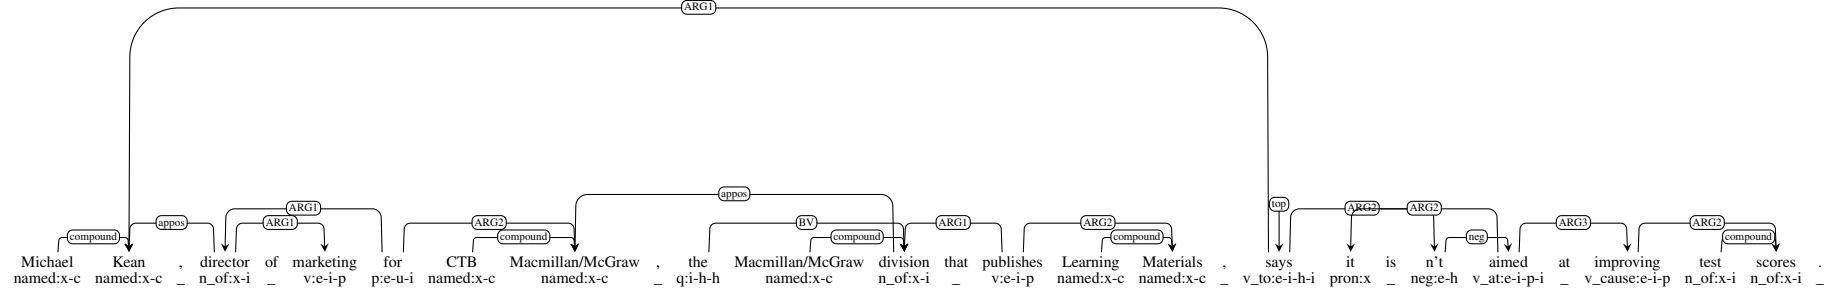 ARG1
appos
top
ARG1 ARG2 ARG2
appos ARG1 ARG2 BV ARG1 ARG2 ARG3 ARG2
compound compound compound compound neg compound
Michael Kean , director of marketing for CTB Macmillan/McGraw , the Macmillan/McGraw division that publishes Learning Materials , says it is n't aimed at improving test scores .
named:x-c named:x-c _ n_of:x-i _ v:e-i-p p:e-u-i named:x-c named:x-c _ q:i-h-h named:x-c n_of:x-i _ v:e-i-p named:x-c named:x-c _ v_to:e-i-h-i pron:x _ neg:e-h v_at:e-i-p-i _ v_cause:e-i-p n_of:x-i n_of:x-i _